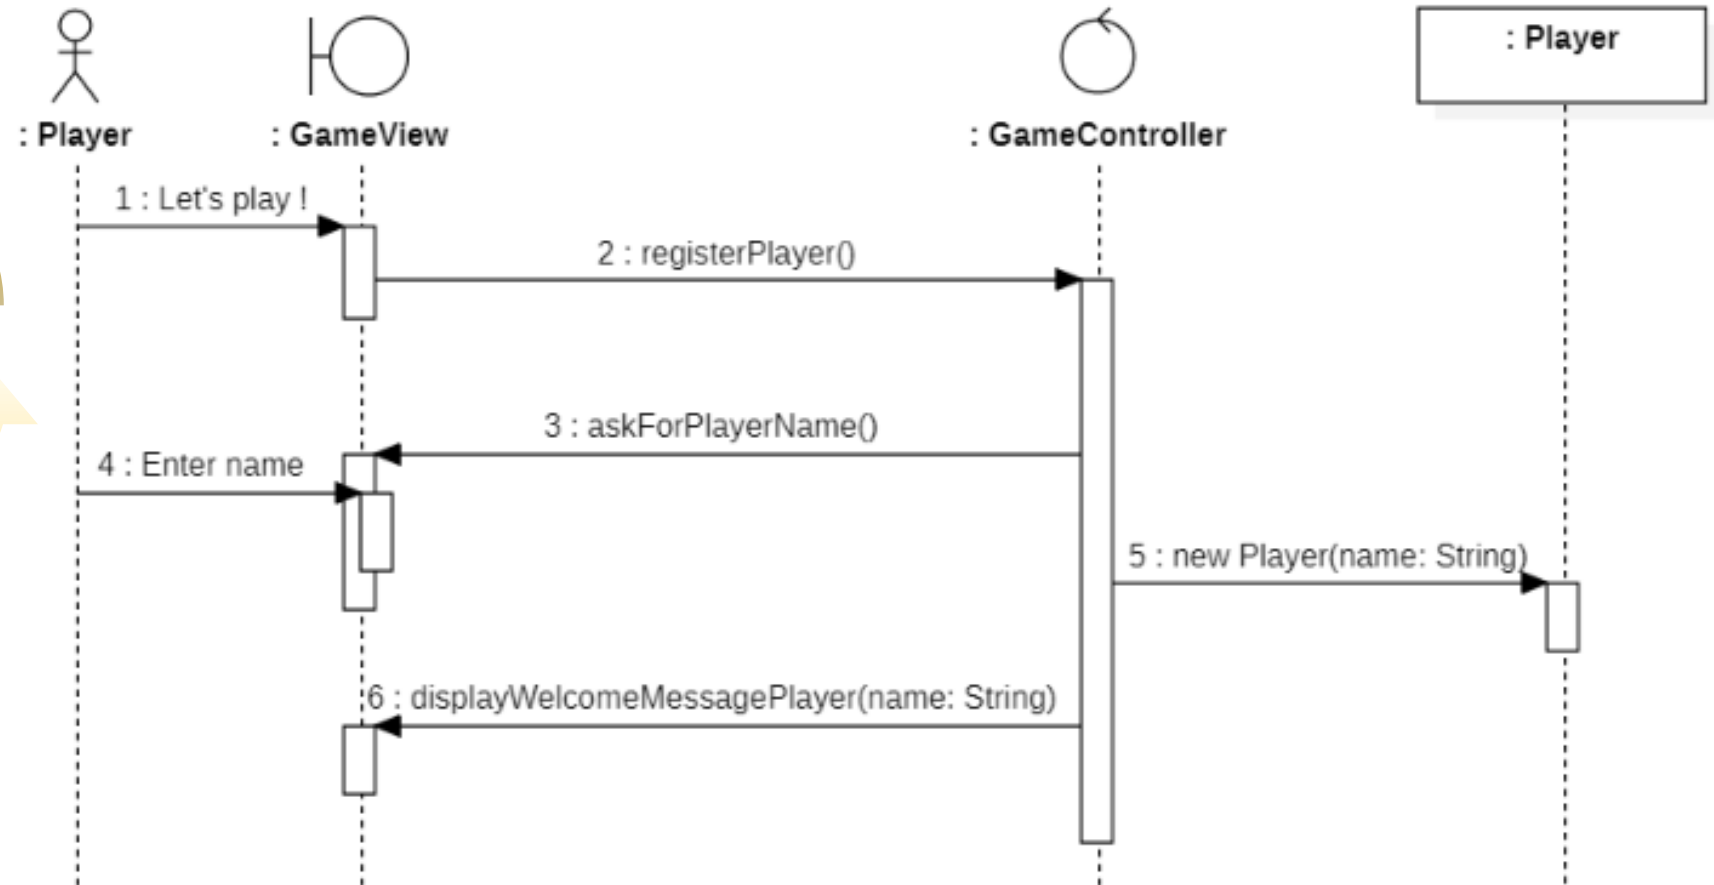 : Player
: GameView
: GameController
: Player
1 : Let's play !
2 : registerPlayer()
3 : askForPlayerName()
4 : Enter name
5 : new Player(name: String)
6 : displayWelcomeMessagePlayer(name: String)